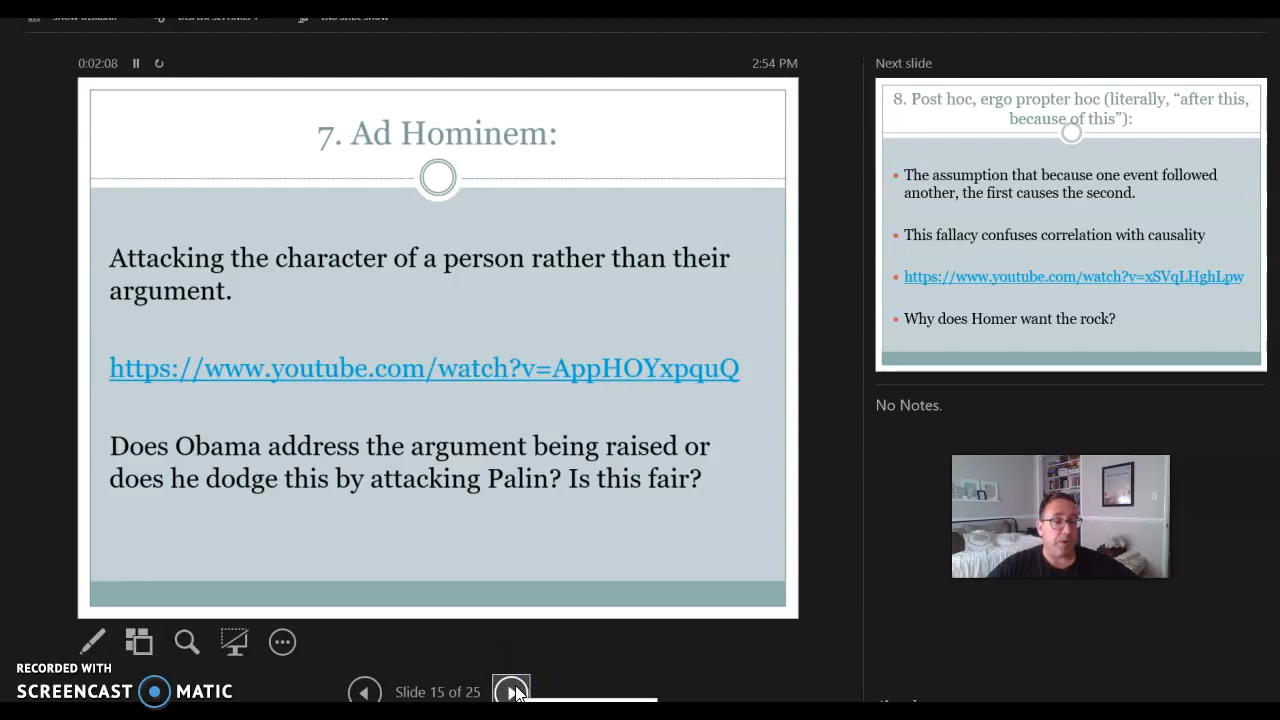 0:02:08
2:54 PM
Next slide
7. Ad Hominem:
Attacking the character of a person rather than their
argument.
https://www.youtube.com/watch?v=AppHOYxpquQ
Does Obama address the argument being raised or
does he dodge this by attacking Palin? Is this fair?
8. Post hoc, ergo propter hoc (literally, “after this,
because of this”):
The assumption that because one event followed
another, the first causes the second.
This fallacy confuses correlation with causality
https://www.youtube.com/watch?v=xSVqLHghLpw
Why does Homer want the rock?
No Notes.
RECORDED WITH
SCREENCAST MATIC
Slide 15 of 25